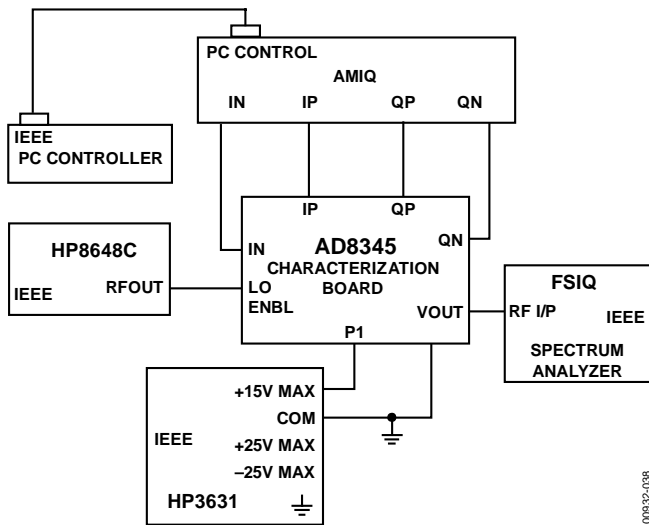 PC CONTROL
AMIQ
IN IP QP QN
IEEE
PC CONTROLLER
IP QP
AD8345
CHARACTERIZATION
BOARD
IN
QN
LO
ENBL
VOUT
P1
HP8648C
IEEE RFOUT
FSIQ
RF I/P IEEE
SPECTRUM
ANALYZER
+15V MAX
COM
IEEE
+25V MAX
–25V MAX
HP3631
00932-038